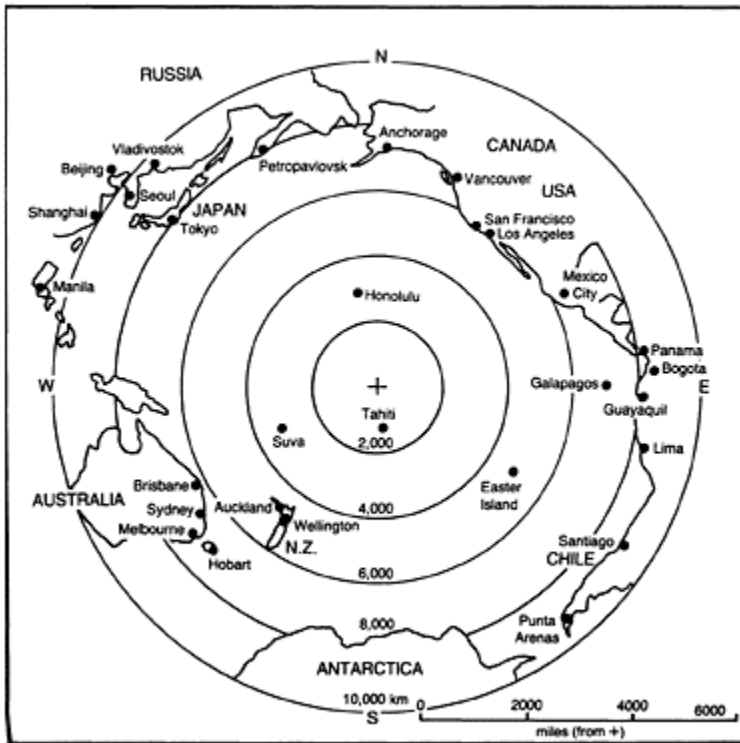 N
RUSSIA
Anchorage
CANADA
Vladivostok
Petropavlovsk
Beijing
Vancouver
Seoul
USA
Shanghai
JAPAN
San Francisco
Tokyo
Los Angeles
Mexico
City
Manila
Honolulu
Panama
Bogota
W
Galapagos
E
Guayaquil
Tahiti
Suva
2,000
Lima
Brisbane
Easter
Island
AUSTRALIA
Auckland
Sydney
4,000
Wellington
Melbourne
Santiago
N.Z.
CHILE
Hobart
6,000
Punta
Arenas
8,000
ANTARCTICA
10,000 km
0 2000 4000 6000
S
miles (from +)